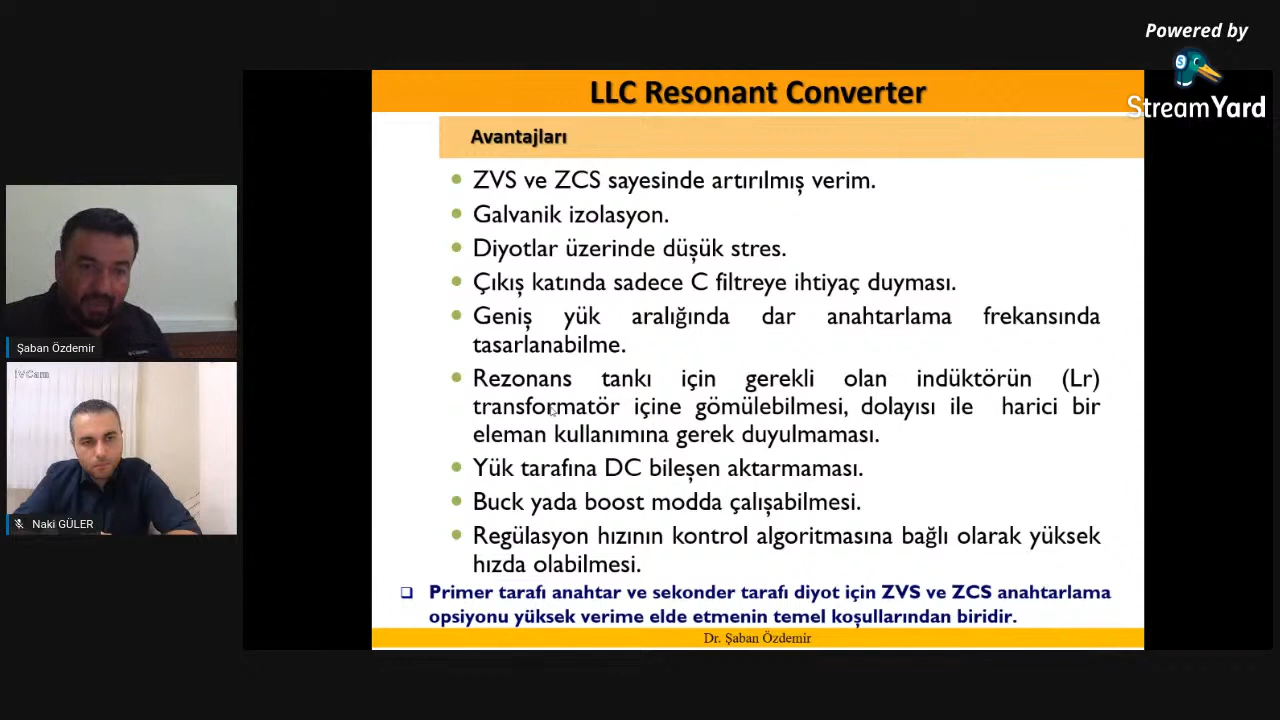 Powered by
StreamYard
LLC Resonant Converter
Avantajları
ZVS ve ZCS sayesinde artırılmış verim.
Galvanik izolasyon.
Diyotlar üzerinde düşük stres.
Çıkış katında sadece C filtreye ihtiyaç duyması.
Geniş yük aralığında dar anahtarlama frekansında
tasarlanabilme.
Rezonans tankı için gerekli olan indüktörün (Lr)
transformatör içine gömülebilmesi, dolayısı ile harici bir
eleman kullanımına gerek duyulmaması.
Yük tarafına DC bileşen aktarmaması.
Buck yada boost modda çalışabilmesi.
Regülasyon hızının kontrol algoritmasına bağlı olarak yüksek
hızda olabilmesi.
Primer tarafı anahtar ve sekonder tarafı diyot için ZVS ve ZCS anahtarlama
opsiyonu yüksek verime elde etmenin temel koşullarından biridir.
Dr. Şaban Özdemir
Şaban Özdemir
iVCam
Naki GÜLER